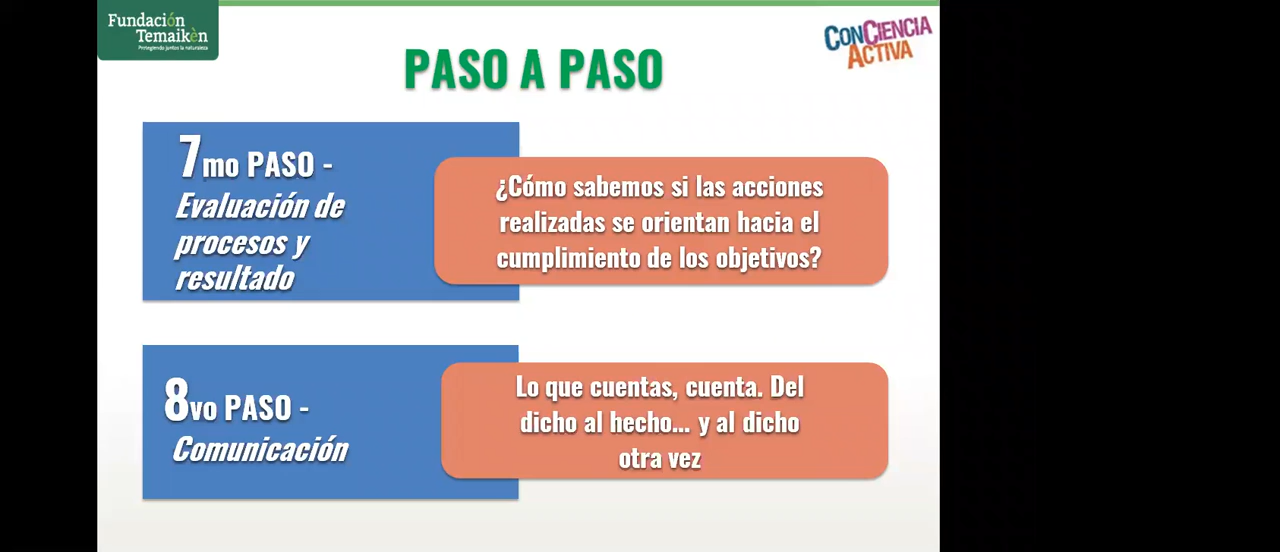 Fundación
Temaikèn
Protegiendo juntos la naturaleza
CONCIENCIA
ACTIVA
PASO A PASO
7mo PASO -
Evaluación de
procesos y
resultado
¿Cómo sabemos si las acciones
realizadas se orientan hacia el
cumplimiento de los objetivos?
8vo PASO -
Comunicación
Lo que cuentas, cuenta. Del
dicho al hecho... y al dicho
otra vez